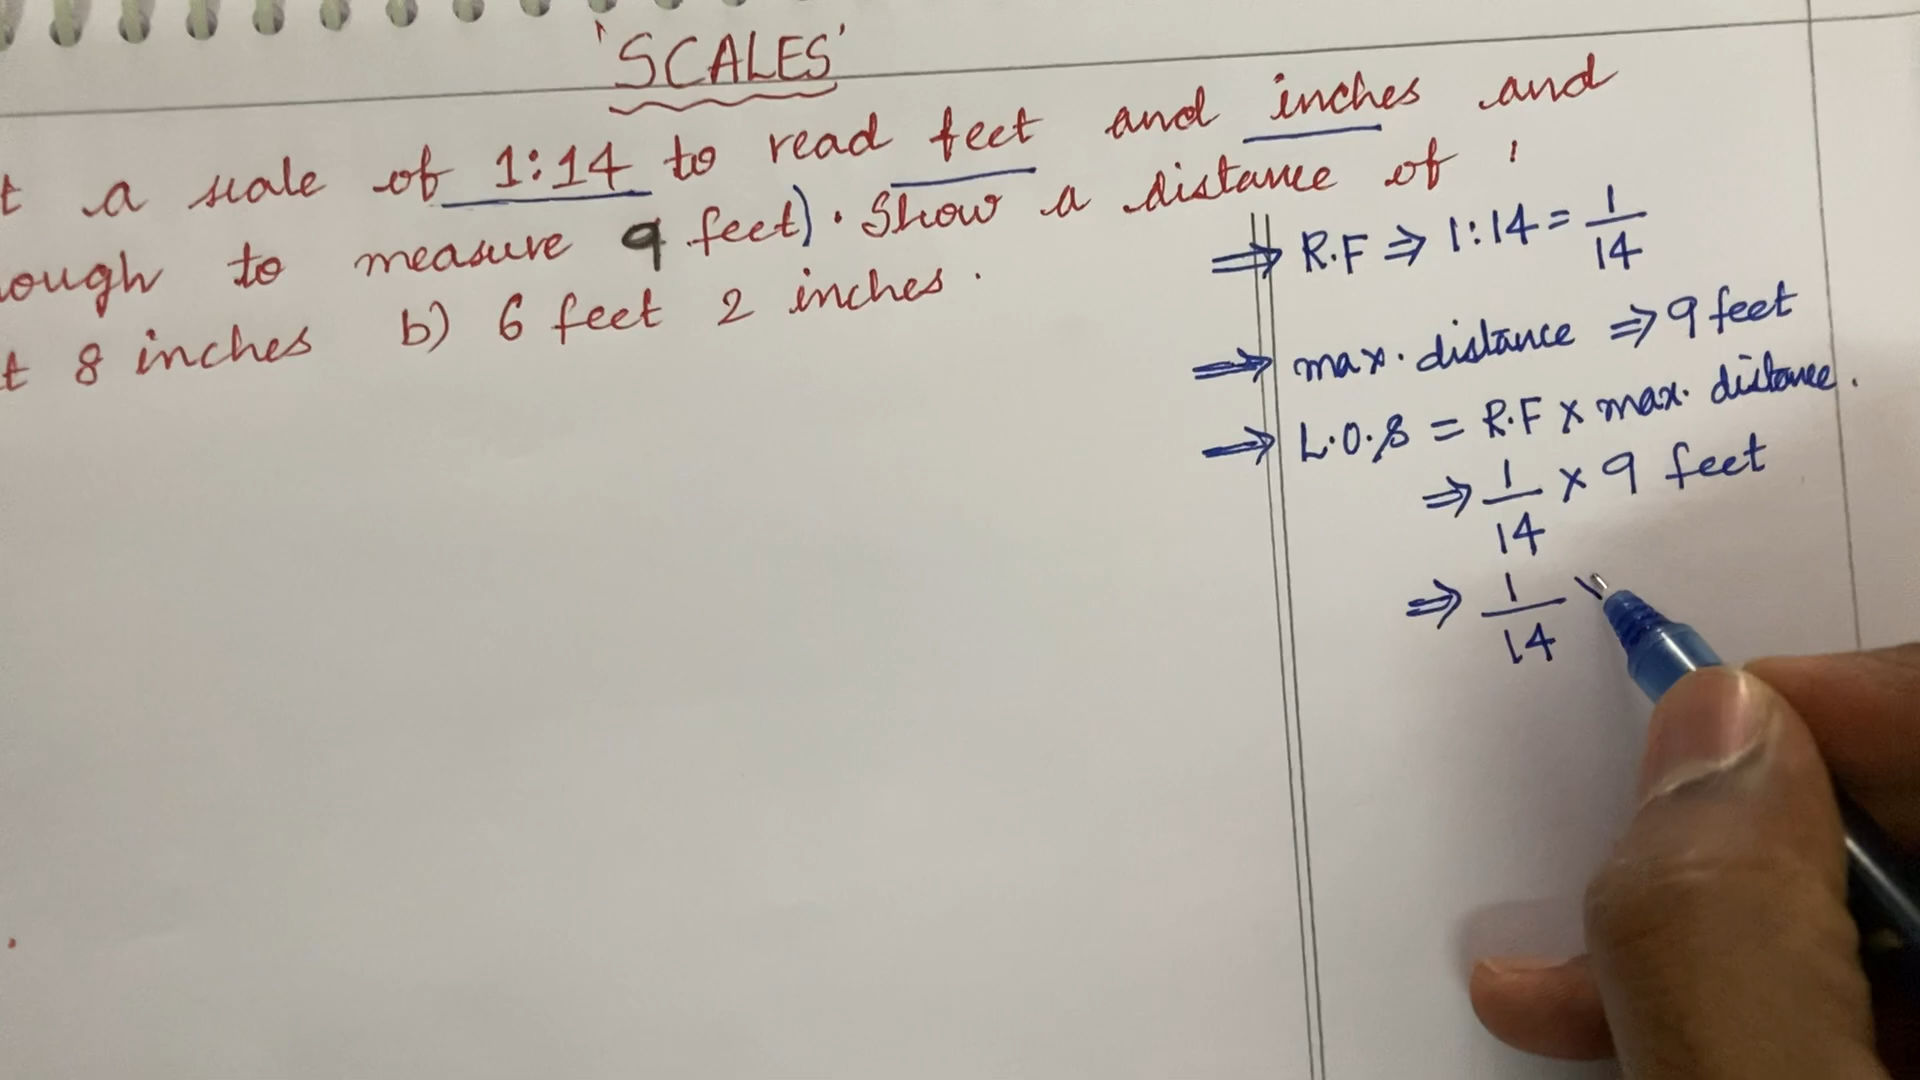 'SCALES'
t a scale of 1:14 to read feet and inches and
ough to measure 9 feet). Show a distance of
t 8 inches b) 6 feet 2 inches.
⇒ R.F ⇒ 1:14 = 1/14
⇒ max. distance ⇒ 9 feet
⇒ L.O.S = R.F x max. distance.
⇒ 1/14 x 9 feet
⇒ 1/14